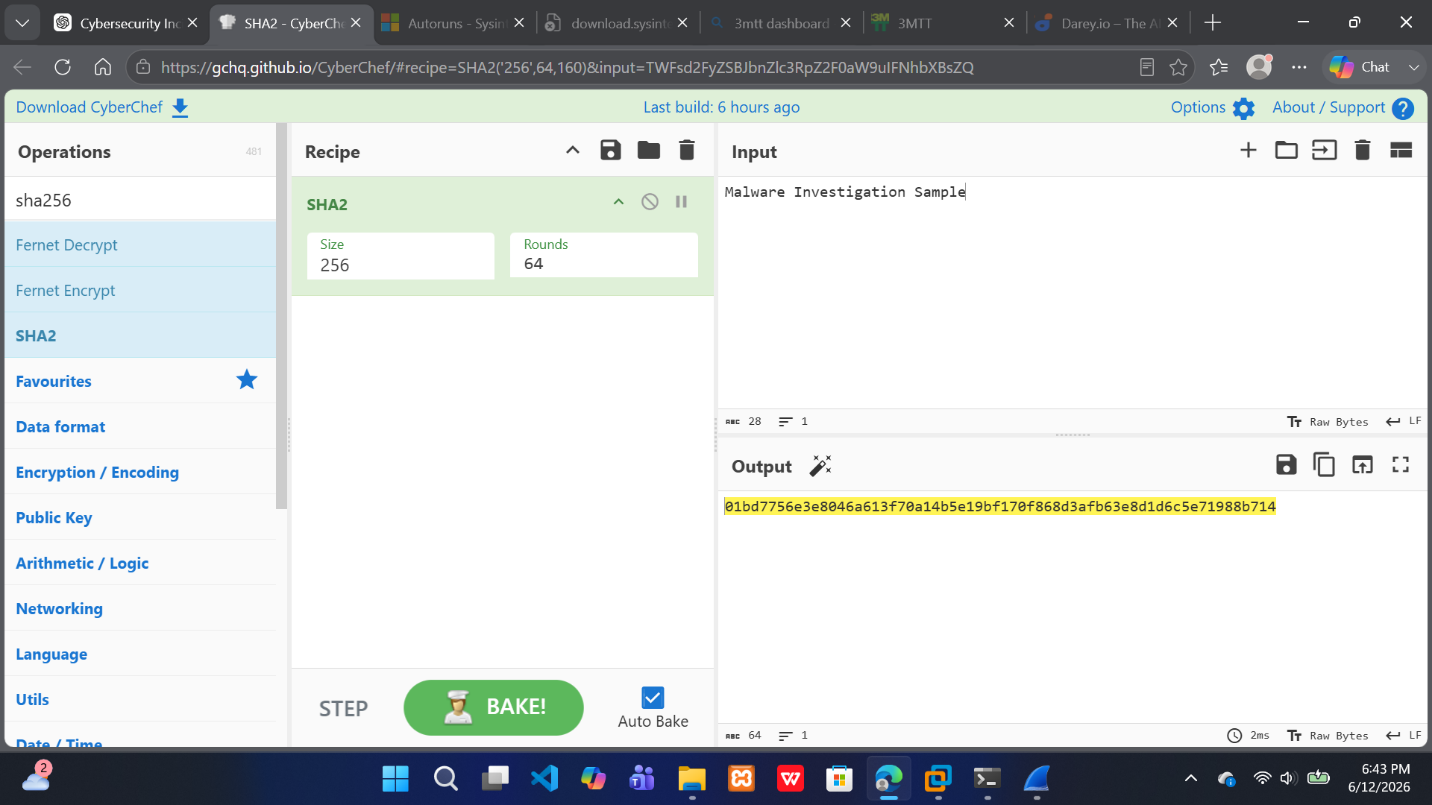 Cybersecurity Inc
SHA2 - CyberChe
Autoruns - Sysin
download.sysint
3mtt dashboard
3MTT
Darey.io – The A
https://gchq.github.io/CyberChef/#recipe=SHA2('256',64,160)&input=TWFsd2FyZSBJbnZlc3RpZ2F0aW9uIFNhbXBsZQ
Chat
Download CyberChef
Last build: 6 hours ago
Options
About / Support
Operations
481
sha256
Fernet Decrypt
Fernet Encrypt
SHA2
Favourites
Data format
Encryption / Encoding
Public Key
Arithmetic / Logic
Networking
Language
Utils
Date / Time
Recipe
SHA2
Size
256
Rounds
64
STEP
BAKE!
Auto Bake
Input
Malware Investigation Sample
ABC 28 1
Raw Bytes LF
Output
01bd7756e3e8046a613f70a14b5e19bf170f868d3afb63e8d1d6c5e71988b714
ABC 64 1
2ms Raw Bytes LF
2
6:43 PM
6/12/2026